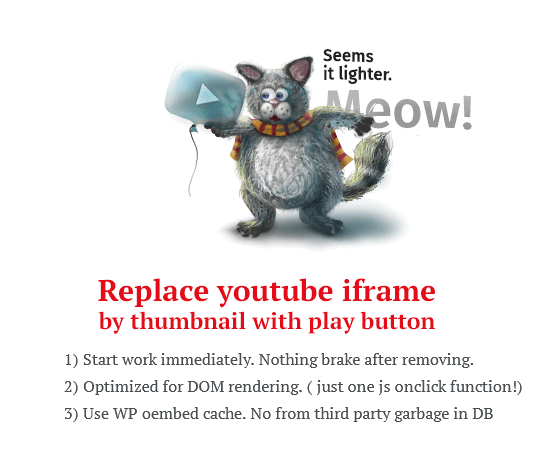 Seems
it lighter.
Meow!
Replace youtube iframe
by thumbnail with play button
1) Start work immediately. Nothing brake after removing.
2) Optimized for DOM rendering. ( just one js onclick function!)
3) Use WP oembed cache. No from third party garbage in DB